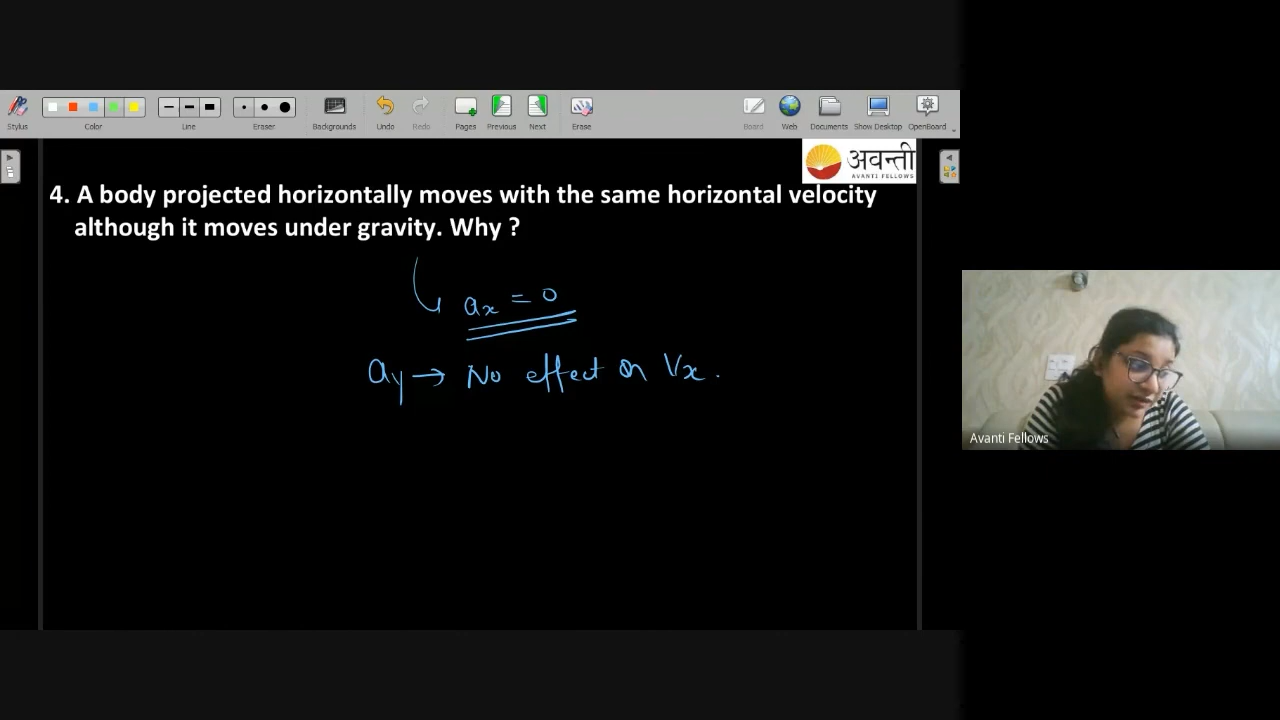 Stylus
Color
Line
Eraser
Backgrounds
Undo
Redo
Pages
Previous
Next
Erase
Board
Web
Documents
Show Desktop
OpenBoard
अवन्ती
AVANTI FELLOWS
4. A body projected horizontally moves with the same horizontal velocity
although it moves under gravity. Why ?
ax = 0
ay → No effect on Vx.
Avanti Fellows